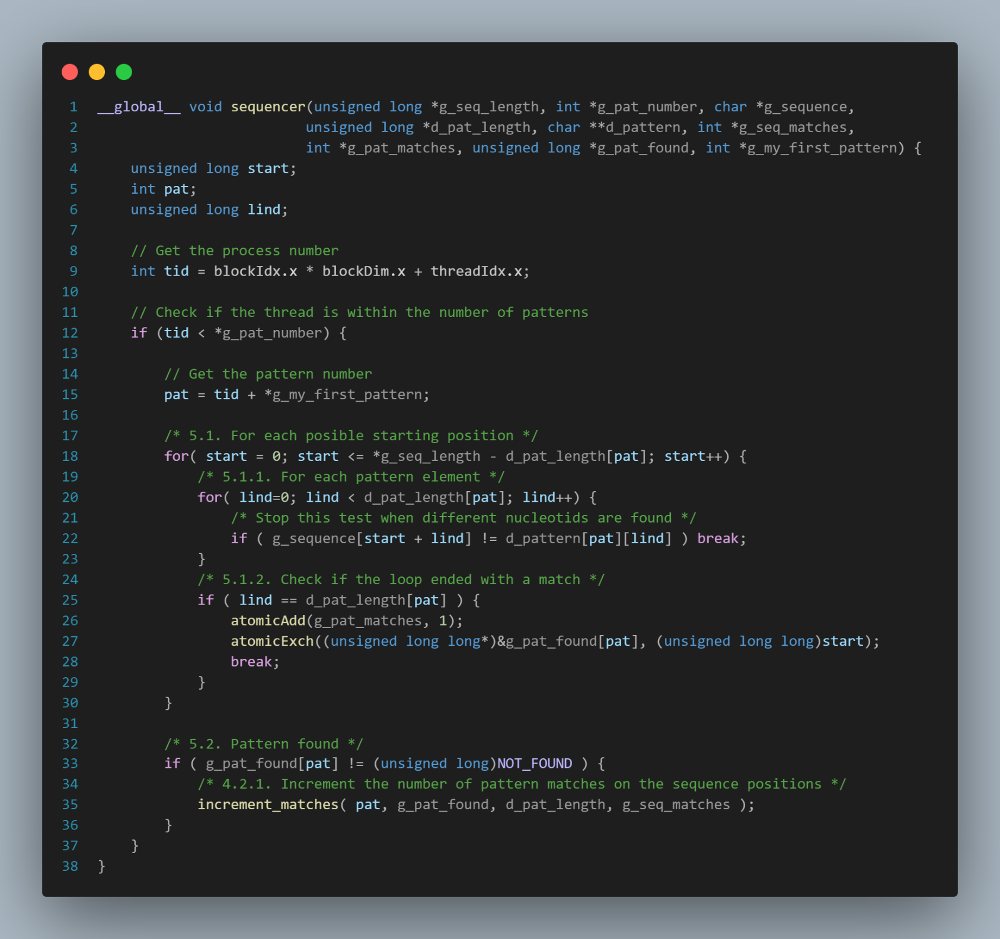 1 __global__ void sequencer(unsigned long *g_seq_length, int *g_pat_number, char *g_sequence,
2 unsigned long *d_pat_length, char **d_pattern, int *g_seq_matches,
3 int *g_pat_matches, unsigned long *g_pat_found, int *g_my_first_pattern) {
4 unsigned long start;
5 int pat;
6 unsigned long lind;
7
8 // Get the process number
9 int tid = blockIdx.x * blockDim.x + threadIdx.x;
10
11 // Check if the thread is within the number of patterns
12 if (tid < *g_pat_number) {
13
14 // Get the pattern number
15 pat = tid + *g_my_first_pattern;
16
17 /* 5.1. For each posible starting position */
18 for( start = 0; start <= *g_seq_length - d_pat_length[pat]; start++) {
19 /* 5.1.1. For each pattern element */
20 for( lind=0; lind < d_pat_length[pat]; lind++) {
21 /* Stop this test when different nucleotids are found */
22 if ( g_sequence[start + lind] != d_pattern[pat][lind] ) break;
23 }
24 /* 5.1.2. Check if the loop ended with a match */
25 if ( lind == d_pat_length[pat] ) {
26 atomicAdd(g_pat_matches, 1);
27 atomicExch((unsigned long long*)&g_pat_found[pat], (unsigned long long)start);
28 break;
29 }
30 }
31
32 /* 5.2. Pattern found */
33 if ( g_pat_found[pat] != (unsigned long)NOT_FOUND ) {
34 /* 4.2.1. Increment the number of pattern matches on the sequence positions */
35 increment_matches( pat, g_pat_found, d_pat_length, g_seq_matches );
36 }
37 }
38 }